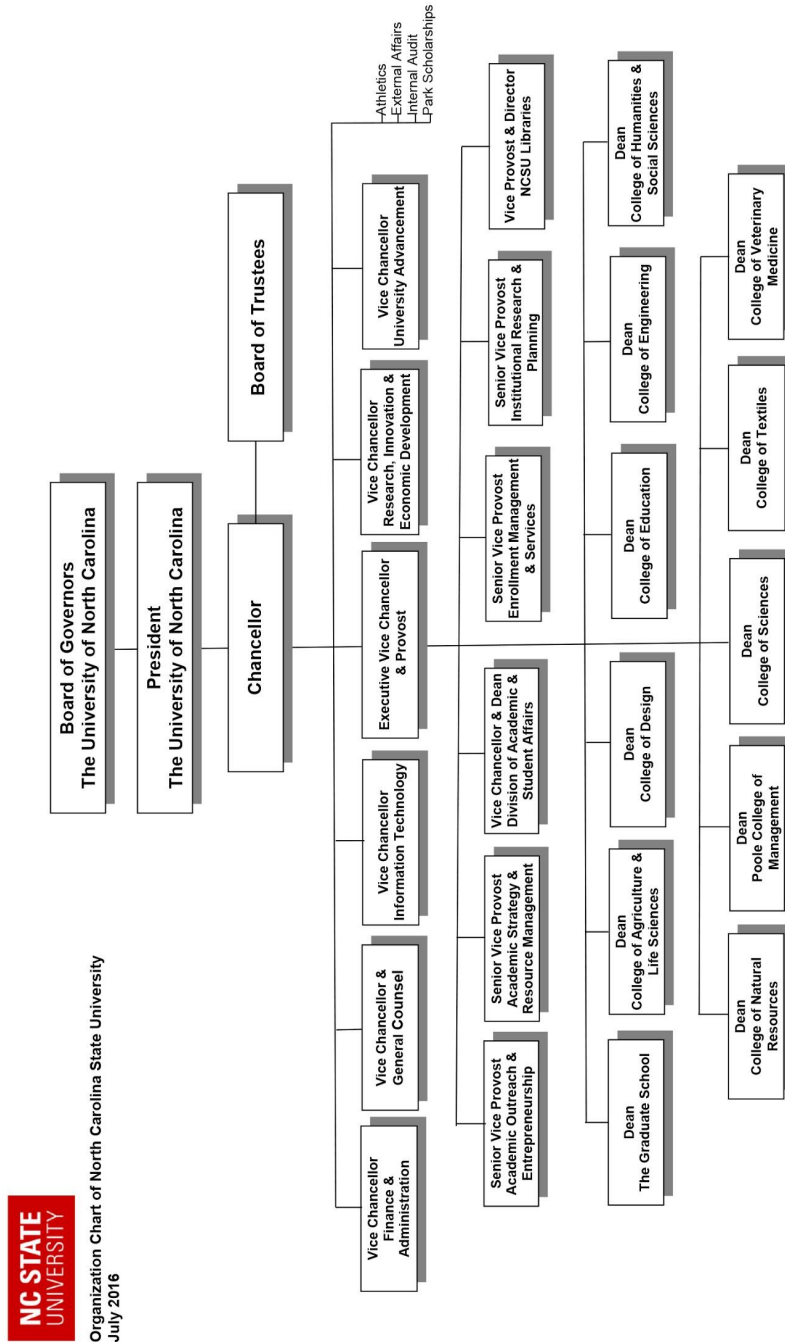 NC STATE
UNIVERSITY
Organization Chart of North Carolina State University
July 2016
Board of Governors
The University of North Carolina
President
The University of North Carolina
Chancellor
Board of Trustees
Vice Chancellor
Finance &
Administration
Vice Chancellor &
General Counsel
Vice Chancellor
Information Technology
Executive Vice Chancellor
& Provost
Vice Chancellor
Research, Innovation &
Economic Development
Vice Chancellor
University Advancement
Athletics
External Affairs
Internal Audit
Park Scholarships
Senior Vice Provost
Academic Outreach &
Entrepreneurship
Senior Vice Provost
Academic Strategy &
Resource Management
Vice Chancellor & Dean
Division of Academic &
Student Affairs
Senior Vice Provost
Enrollment Management
& Services
Senior Vice Provost
Institutional Research &
Planning
Vice Provost & Director
NCSU Libraries
Dean
The Graduate School
Dean
College of Agriculture &
Life Sciences
Dean
College of Design
Dean
College of Education
Dean
College of Engineering
Dean
College of Humanities &
Social Sciences
Dean
College of Natural
Resources
Dean
Poole College of
Management
Dean
College of Sciences
Dean
College of Textiles
Dean
College of Veterinary
Medicine